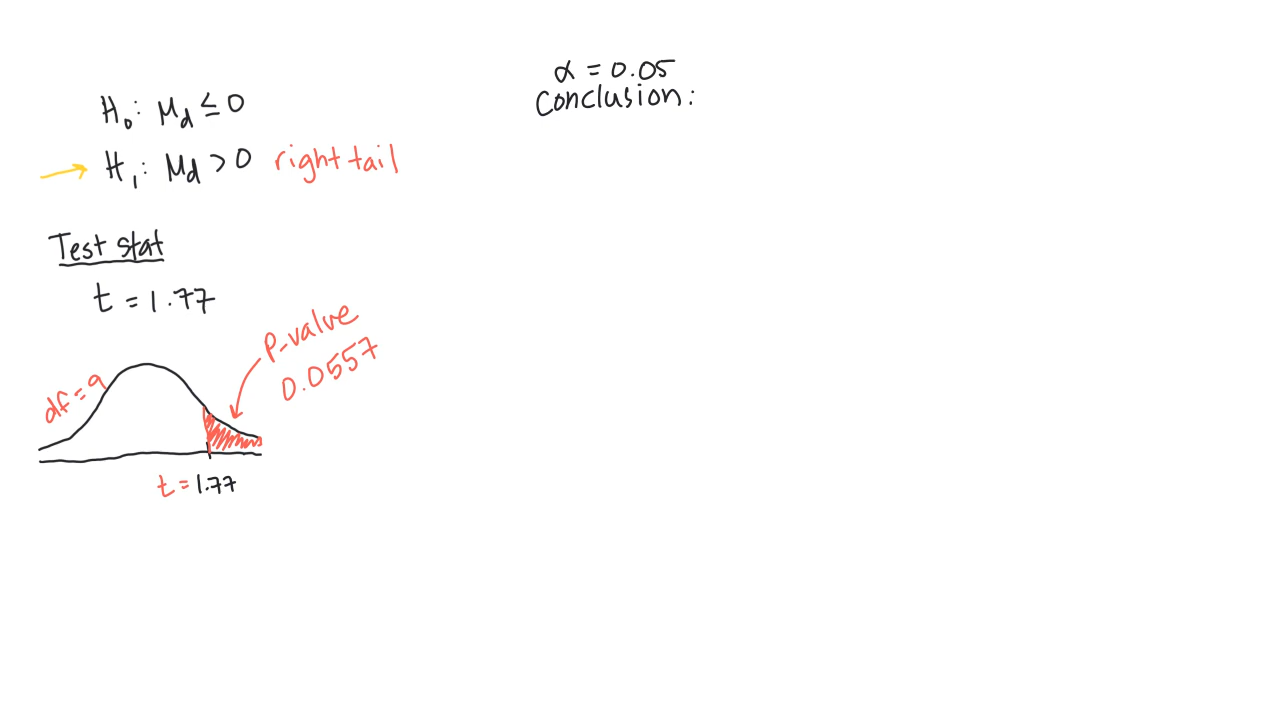 H₀: μd ≤ 0
H₁: μd > 0 right tail
Test stat
t = 1.77
P-value
0.0557
df = 9
t = 1.77
α = 0.05
Conclusion: